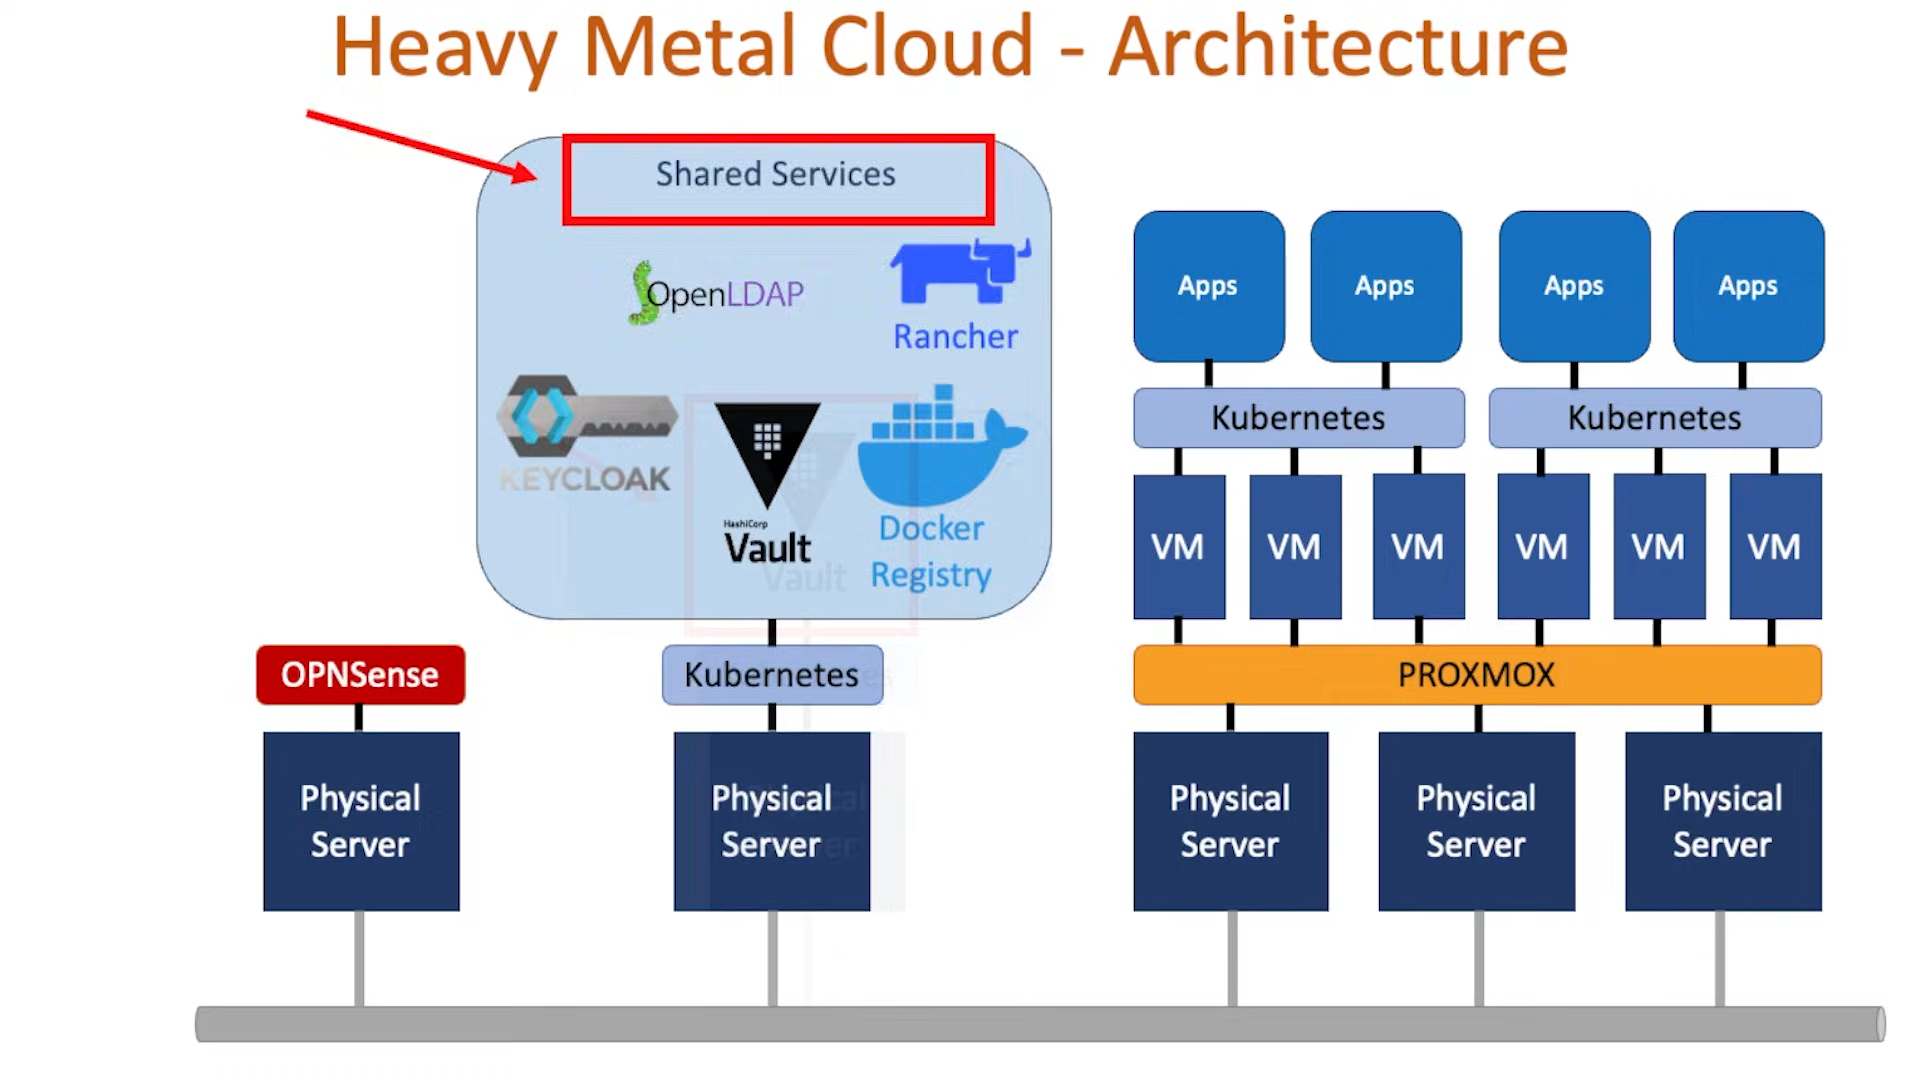 Heavy Metal Cloud - Architecture
Shared Services
OpenLDAP
Rancher
KEYCLOAK
HashiCorp
Vault
Docker
Registry
Kubernetes
Physical
Server
OPNSense
Physical
Server
Apps
Apps
Apps
Apps
Kubernetes
Kubernetes
VM
VM
VM
VM
VM
VM
PROXMOX
Physical
Server
Physical
Server
Physical
Server